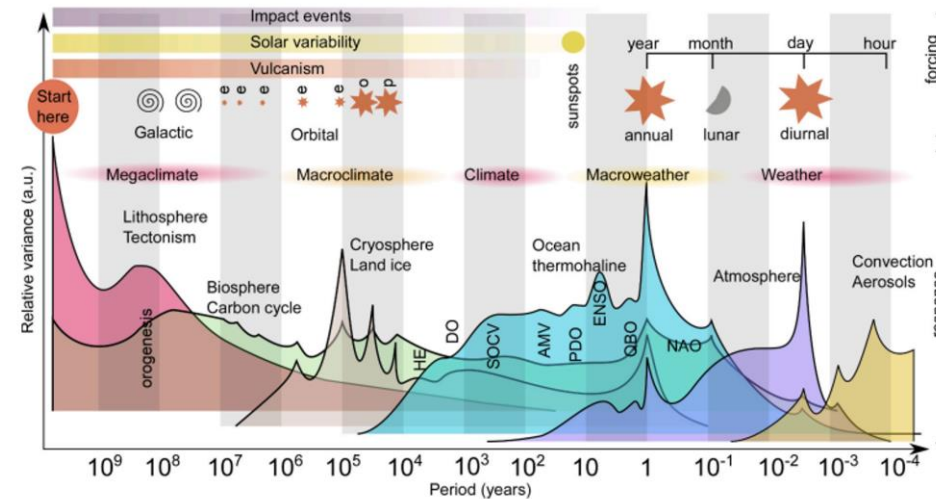 Impact events
Solar variability
Vulcanism
Start
here
e
e
e
e
e
o
p
Galactic
Orbital
sunspots
year
month
day
hour
annual
lunar
diurnal
forcing
Megaclimate
Macroclimate
Climate
Macroweather
Weather
Relative variance (a.u.)
Lithosphere
Tectonism
Biosphere
Carbon cycle
Cryosphere
Land ice
Ocean
thermohaline
Atmosphere
Convection
Aerosols
orogenesis
HE
DO
SOCV
AMV
PDO
ENSO
QBO
NAO
10⁹ 10⁸ 10⁷ 10⁶ 10⁵ 10⁴ 10³ 10² 10 1 10⁻¹ 10⁻² 10⁻³ 10⁻⁴
Period (years)